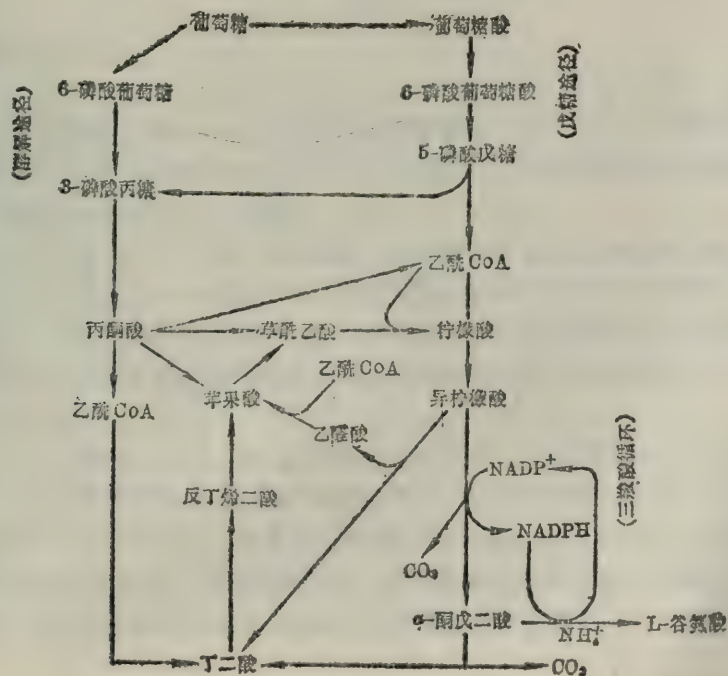 葡萄糖
葡萄糖酸
6-磷酸葡萄糖
6-磷酸葡萄糖酸
(酵解途径)
(戊糖途径)
5-磷酸戊糖
3-磷酸丙糖
乙酰CoA
丙酮酸
草酰乙酸
柠檬酸
乙酰CoA
苹果酸
异柠檬酸
乙酰CoA
乙醛酸
(三羧酸循环)
NADP+
反丁烯二酸
NADPH
CO₂
α-酮戊二酸
NH₄⁺
L-谷氨酸
丁二酸
CO₂